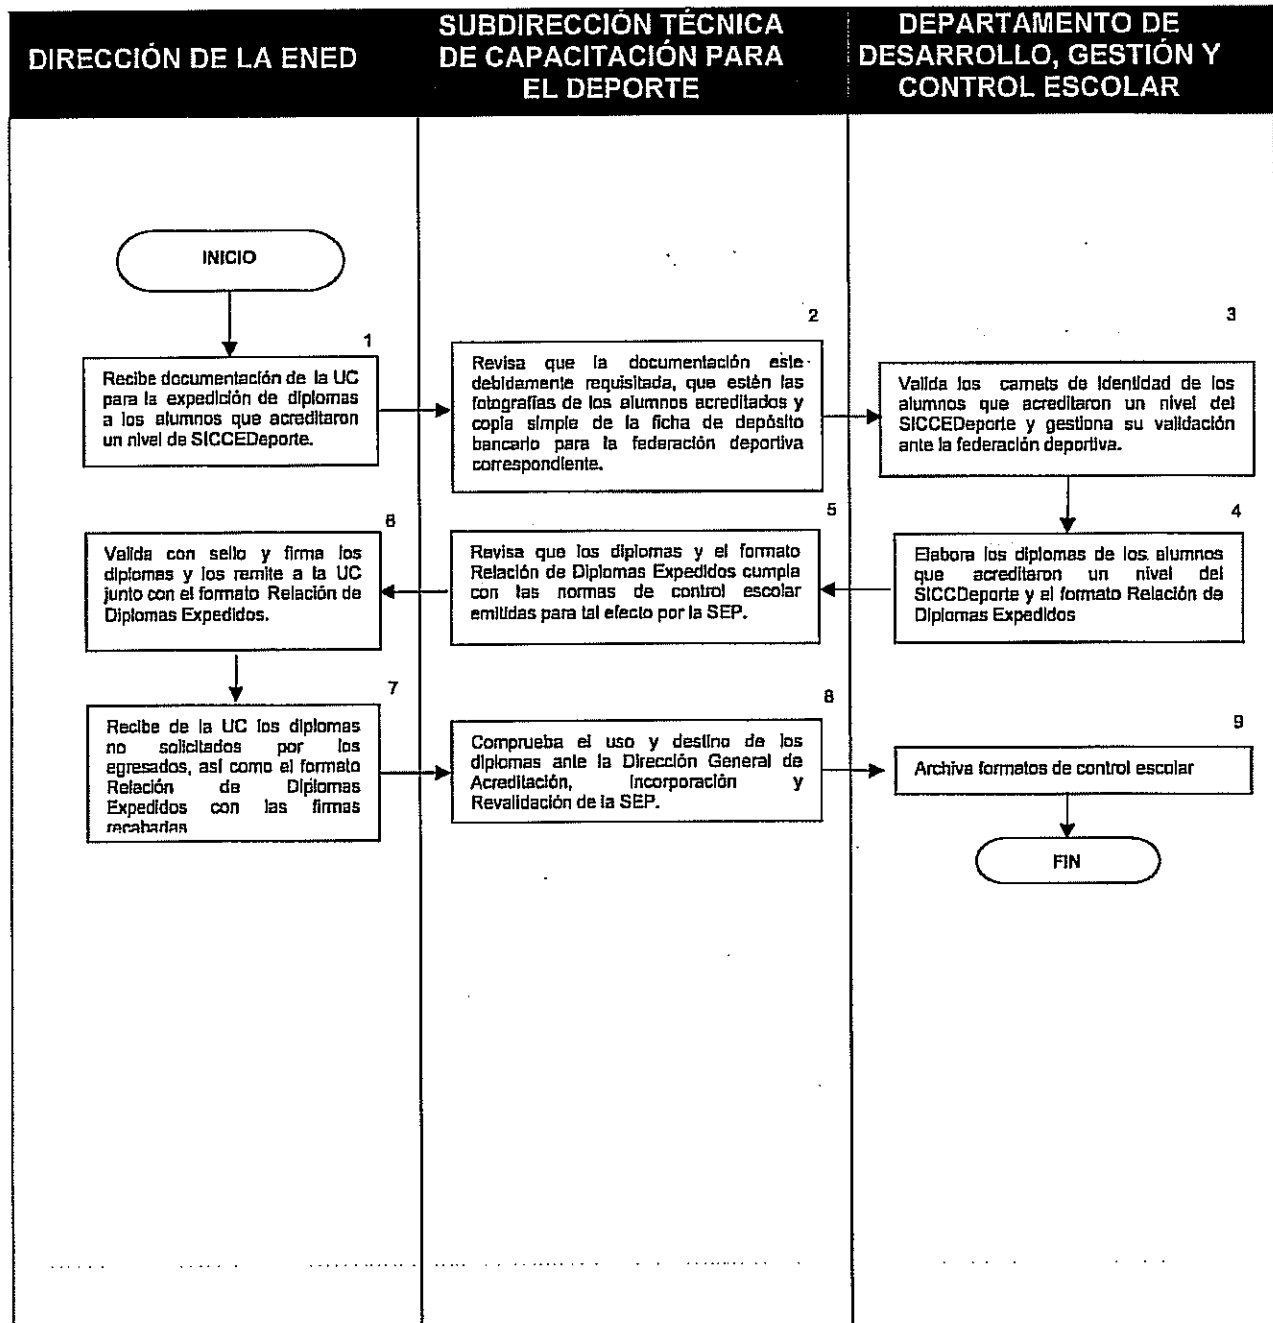 DIRECCIÓN DE LA ENED
SUBDIRECCIÓN TÉCNICA
DE CAPACITACIÓN PARA
EL DEPORTE
DEPARTAMENTO DE
DESARROLLO, GESTIÓN Y
CONTROL ESCOLAR
INICIO
1
Recibe documentación de la UC
para la expedición de diplomas
a los alumnos que acreditaron
un nivel de SICCEDeporte.
2
Revisa que la documentación este
debidamente requisitada, que estén las
fotografías de los alumnos acreditados y
copia simple de la ficha de depósito
bancario para la federación deportiva
correspondiente.
3
Valida los carnets de identidad de los
alumnos que acreditaron un nivel del
SICCEDeporte y gestiona su validación
ante la federación deportiva.
4
Elabora los diplomas de los alumnos
que acreditaron un nivel del
SICCDeporte y el formato Relación de
Diplomas Expedidos
5
Revisa que los diplomas y el formato
Relación de Diplomas Expedidos cumpla
con las normas de control escolar
emitidas para tal efecto por la SEP.
6
Valida con sello y firma los
diplomas y los remite a la UC
junto con el formato Relación de
Diplomas Expedidos.
7
Recibe de la UC los diplomas
no solicitados por los
egresados, así como el formato
Relación de Diplomas
Expedidos con las firmas
recabadas
8
Comprueba el uso y destino de los
diplomas ante la Dirección General de
Acreditación, Incorporación y
Revalidación de la SEP.
9
Archiva formatos de control escolar
FIN